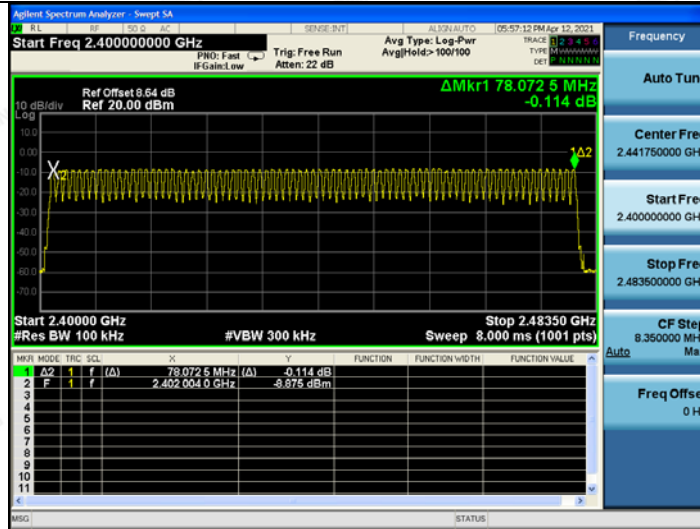 Agilent Spectrum Analyzer - Swept SA
RL RF 50 Ω AC SENSE:INT ALIGN AUTO 05:57:12 PM Apr 12, 2021
Start Freq 2.400000000 GHz
PNO: Fast
IFGain:Low
Trig: Free Run
Atten: 22 dB
Avg Type: Log-Pwr
Avg|Hold:>100/100
TRACE 1 2 3 4 5 6
TYPE M
DET P N N N N N
ΔMkr1 78.072 5 MHz
-0.114 dB
Ref Offset 8.64 dB
10 dB/div Ref 20.00 dBm
Log
10.0
0.00
-10.0
-20.0
-30.0
-40.0
-50.0
-60.0
-70.0
X2
1Δ2
Start 2.40000 GHz Stop 2.48350 GHz
#Res BW 100 kHz #VBW 300 kHz Sweep 8.000 ms (1001 pts)
MKR MODE TRC SCL X Y FUNCTION FUNCTION WIDTH FUNCTION VALUE
1 Δ2 1 f (Δ) 78.072 5 MHz (Δ) -0.114 dB
2 F 1 f 2.402 004 0 GHz -8.875 dBm
3
4
5
6
7
8
9
10
11
MSG STATUS
Frequency
Auto Tun
Center Fre
2.441750000 GH
Start Fre
2.400000000 GH
Stop Fre
2.483500000 GH
CF Ste
8.350000 MH
Auto Ma
Freq Offse
0 H